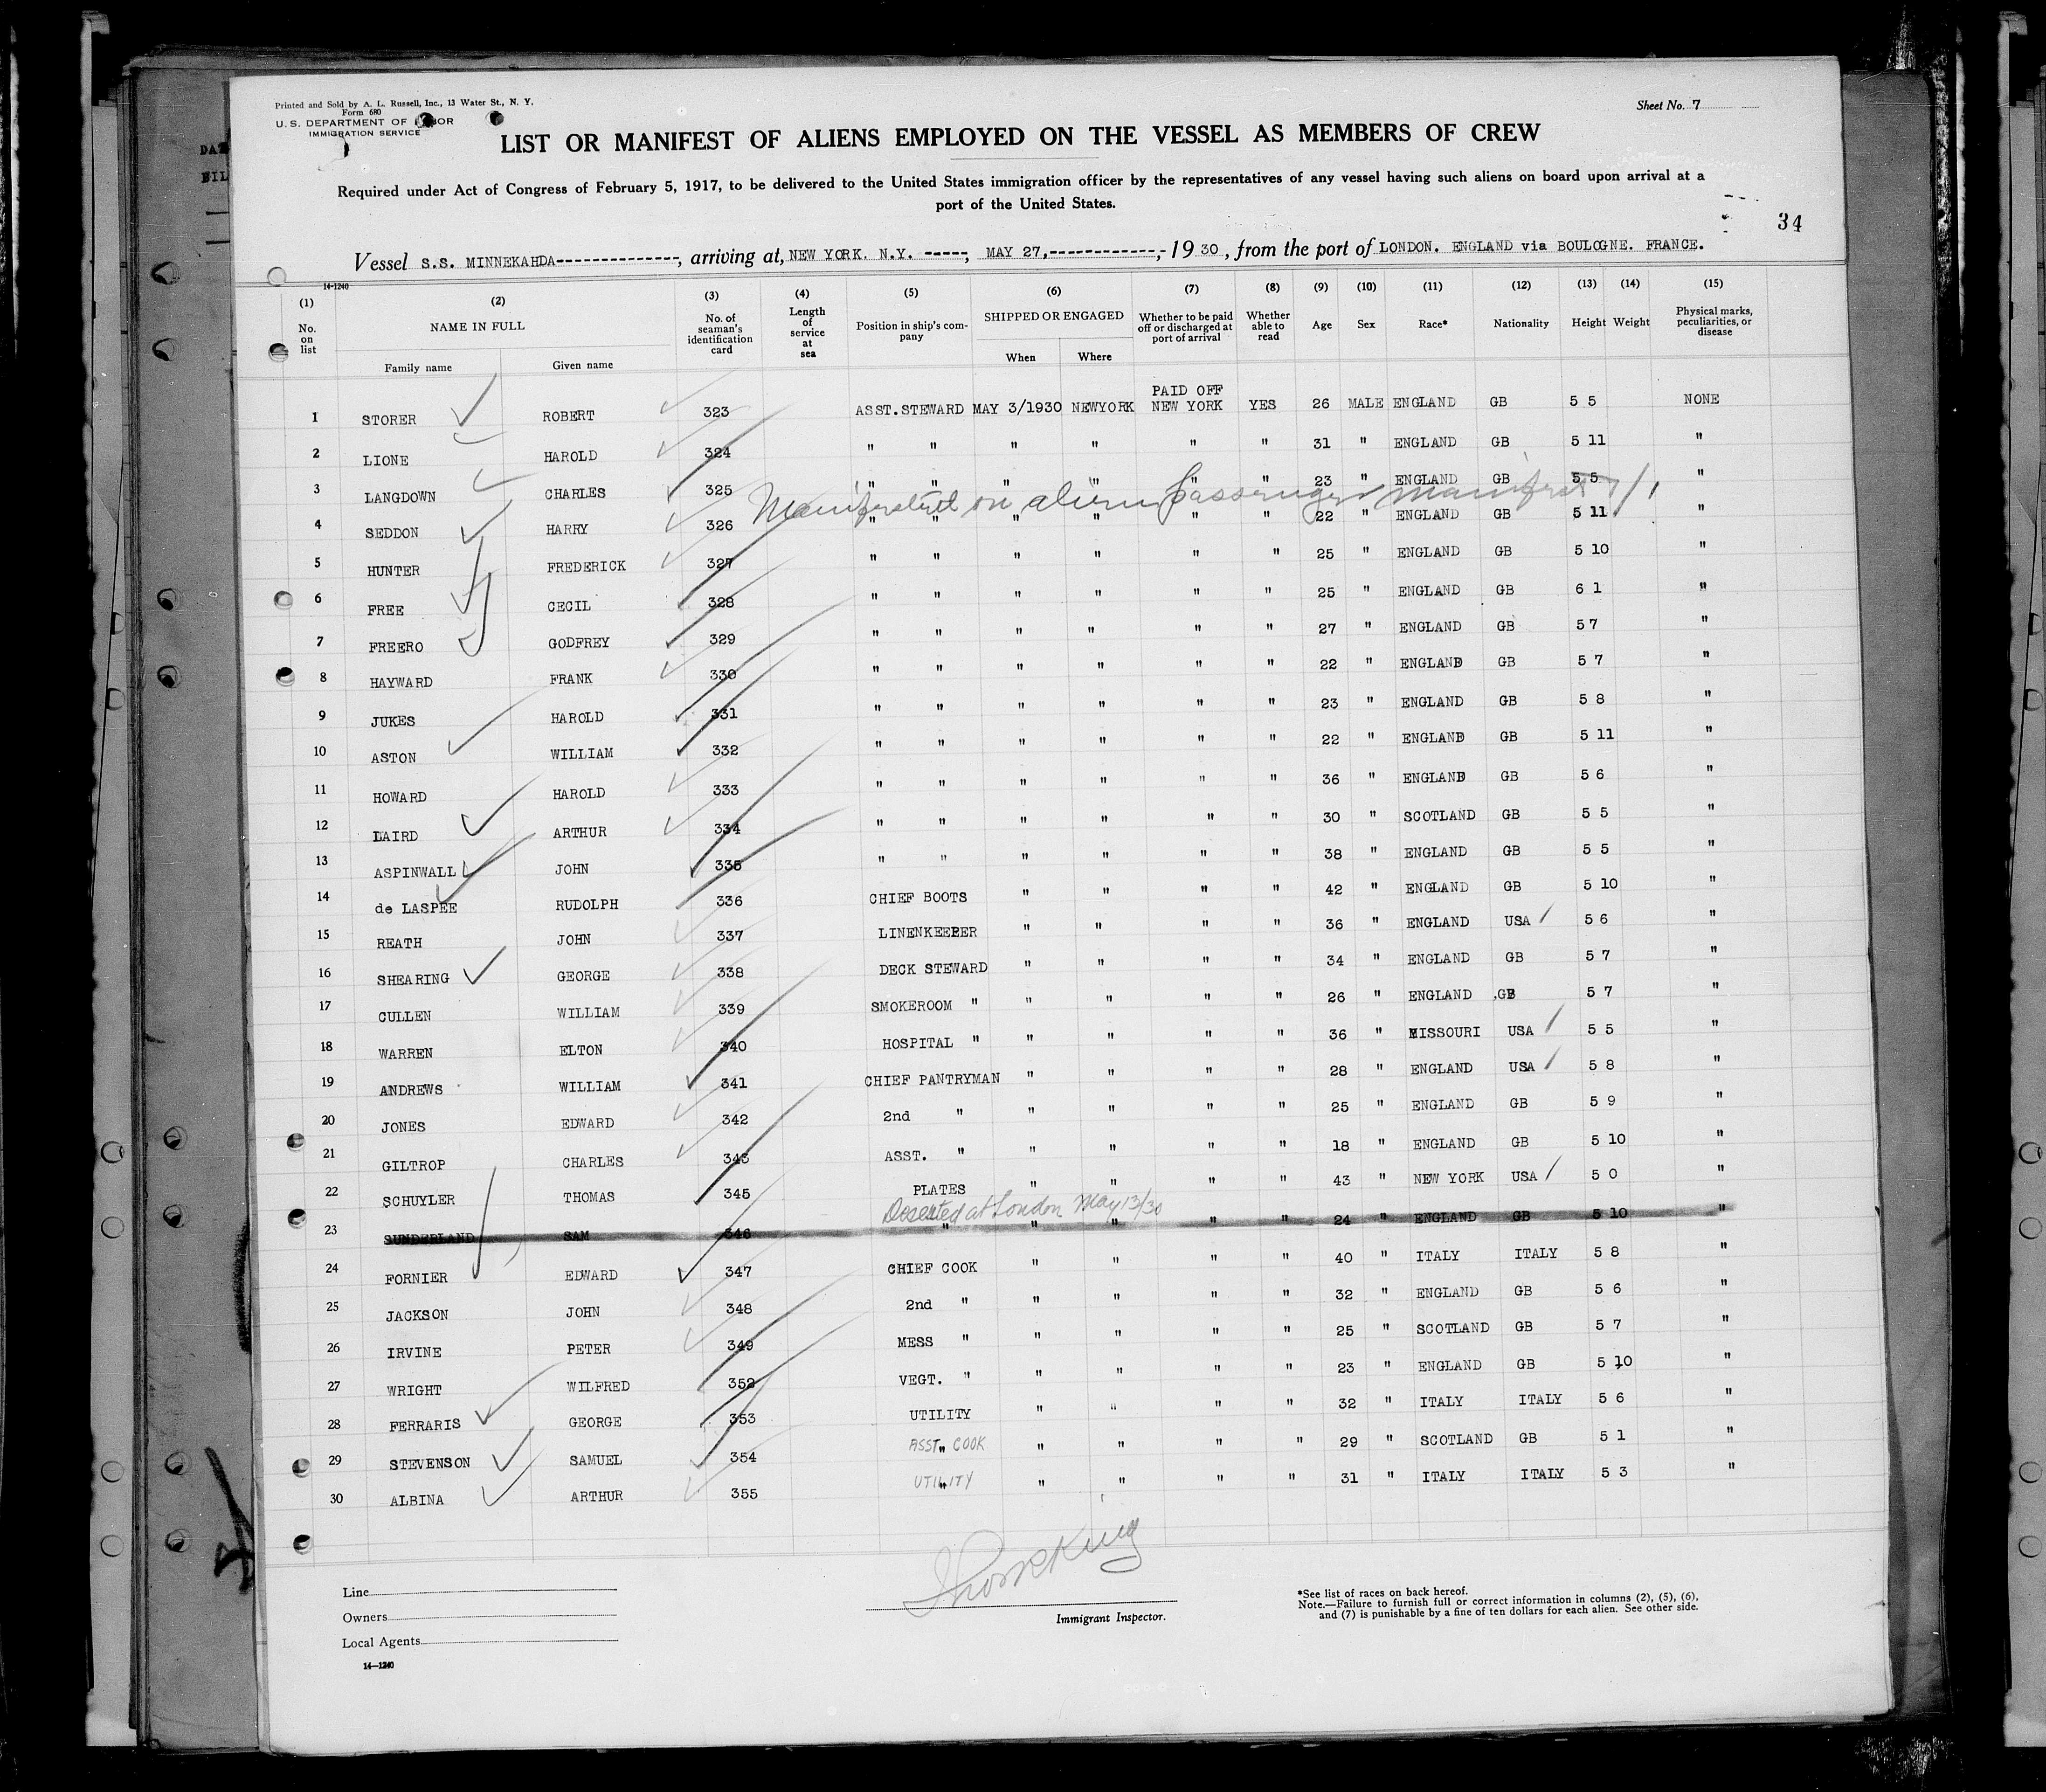 Printed and Sold by A. L. Russell, Inc., 13 Water St., N. Y.
Form 680
U. S. DEPARTMENT OF LABOR
IMMIGRATION SERVICE
Sheet No. 7
LIST OR MANIFEST OF ALIENS EMPLOYED ON THE VESSEL AS MEMBERS OF CREW
Required under Act of Congress of February 5, 1917, to be delivered to the United States immigration officer by the representatives of any vessel having such aliens on board upon arrival at a
port of the United States.
34
Vessel S.S. MINNEKAHDA---------------, arriving at, NEW YORK. N.Y. -----, MAY 27,------------,- 19 30, from the port of LONDON. ENGLAND via BOULOGNE. FRANCE.
14-1240
(1) (2) (3) (4) (5) (6) (7) (8) (9) (10) (11) (12) (13) (14) (15)
No. on list NAME IN FULL No. of seaman's identification card Length of service at sea Position in ship's company SHIPPED OR ENGAGED Whether to be paid off or discharged at port of arrival Whether able to read Age Sex Race* Nationality Height Weight Physical marks, peculiarities, or disease
Family name Given name When Where
1 STORER ROBERT 323 ASST.STEWARD MAY 3/1930 NEWYORK PAID OFF NEW YORK YES 26 MALE ENGLAND GB 5 5 NONE
2 LIONE HAROLD 324 " " " " " " 31 " ENGLAND GB 5 11 "
3 LANGDOWN CHARLES 325 " " " " " " 23 " ENGLAND GB 5 5 "
Manifested on alien passenger manifest
4 SEDDON HARRY 326 " " " " " " 22 " ENGLAND GB 5 11 "
5 HUNTER FREDERICK 327 " " " " " " 25 " ENGLAND GB 5 10 "
6 FREE CECIL 328 " " " " " " 25 " ENGLAND GB 6 1 "
7 FREERO GODFREY 329 " " " " " " 27 " ENGLAND GB 5 7 "
8 HAYWARD FRANK 330 " " " " " " 22 " ENGLAND GB 5 7 "
9 JUKES HAROLD 331 " " " " " " 23 " ENGLAND GB 5 8 "
10 ASTON WILLIAM 332 " " " " " " 22 " ENGLAND GB 5 11 "
11 HOWARD HAROLD 333 " " " " " " 36 " ENGLAND GB 5 6 "
12 LAIRD ARTHUR 334 " " " " " " 30 " SCOTLAND GB 5 5 "
13 ASPINWALL JOHN 335 " " " " " " 38 " ENGLAND GB 5 5 "
14 de LASPEE RUDOLPH 336 CHIEF BOOTS " " " " 42 " ENGLAND GB 5 10 "
15 REATH JOHN 337 LINENKEEPER " " " " 36 " ENGLAND USA 5 6 "
16 SHEARING GEORGE 338 DECK STEWARD " " " " 34 " ENGLAND GB 5 7 "
17 CULLEN WILLIAM 339 SMOKEROOM " " " " " 26 " ENGLAND GB 5 7 "
18 WARREN ELTON 340 HOSPITAL " " " " " 36 " MISSOURI USA 5 5 "
19 ANDREWS WILLIAM 341 CHIEF PANTRYMAN " " " " 28 " ENGLAND USA 5 8 "
20 JONES EDWARD 342 2nd " " " " " 25 " ENGLAND GB 5 9 "
21 GILTROP CHARLES 343 ASST. " " " " " 18 " ENGLAND GB 5 10 "
22 SCHUYLER THOMAS 345 PLATES " " " " 43 " NEW YORK USA 5 0 "
Deserted at London May 13/30
23 SUNDERLAND SAM 346 " " " " " 24 " ENGLAND GB 5 10 "
24 FORNIER EDWARD 347 CHIEF COOK " " " " 40 " ITALY ITALY 5 8 "
25 JACKSON JOHN 348 2nd " " " " " 32 " ENGLAND GB 5 6 "
26 IRVINE PETER 349 MESS " " " " " 25 " SCOTLAND GB 5 7 "
27 WRIGHT WILFRED 352 VEGT. " " " " " 23 " ENGLAND GB 5 10 "
28 FERRARIS GEORGE 353 UTILITY " " " " 32 " ITALY ITALY 5 6 "
29 STEVENSON SAMUEL 354 ASST. COOK " " " " 29 " SCOTLAND GB 5 1 "
30 ALBINA ARTHUR 355 UTILITY " " " " 31 " ITALY ITALY 5 3 "
Line
Owners
Local Agents
14-1240
Immigrant Inspector.
*See list of races on back hereof.
Note.—Failure to furnish full or correct information in columns (2), (5), (6),
and (7) is punishable by a fine of ten dollars for each alien. See other side.